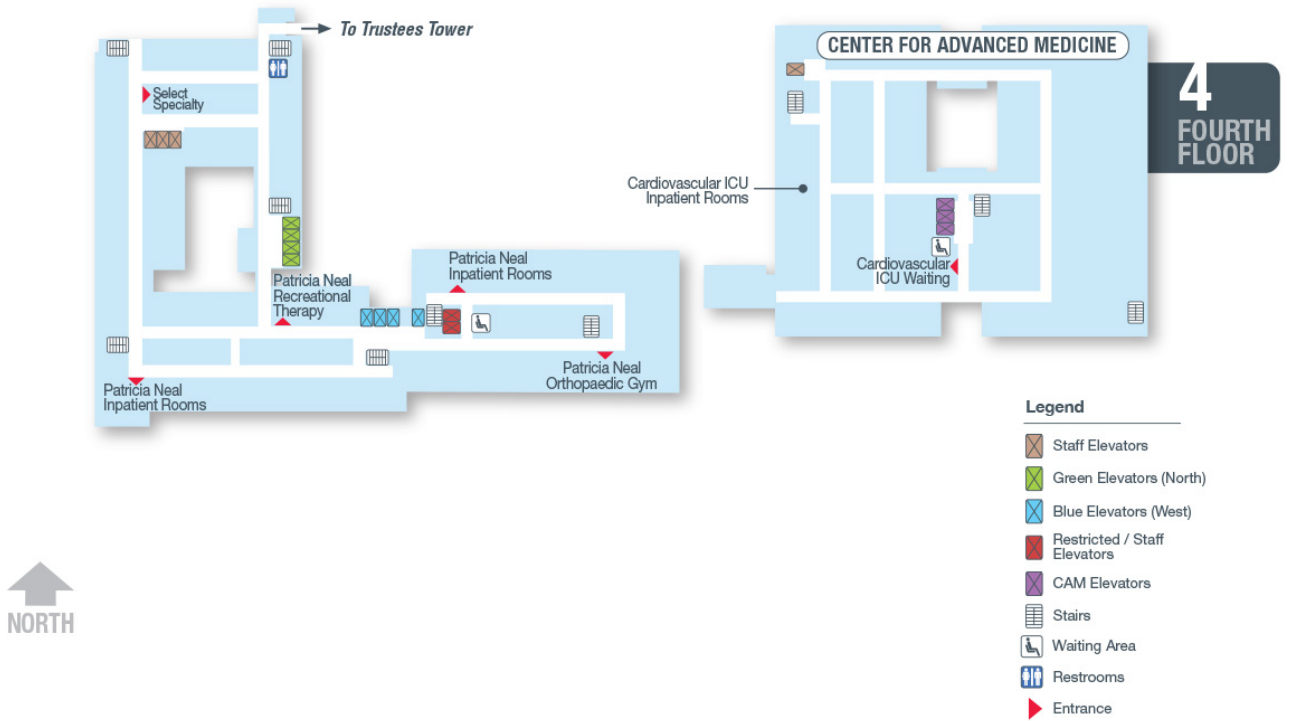 To Trustees Tower
CENTER FOR ADVANCED MEDICINE
4
FOURTH
FLOOR
Select
Specialty
Cardiovascular ICU
Inpatient Rooms
Patricia Neal
Inpatient Rooms
Cardiovascular
ICU Waiting
Patricia Neal
Recreational
Therapy
Patricia Neal
Orthopaedic Gym
Patricia Neal
Inpatient Rooms
Legend
Staff Elevators
Green Elevators (North)
Blue Elevators (West)
Restricted / Staff
Elevators
CAM Elevators
Stairs
Waiting Area
Restrooms
Entrance
NORTH